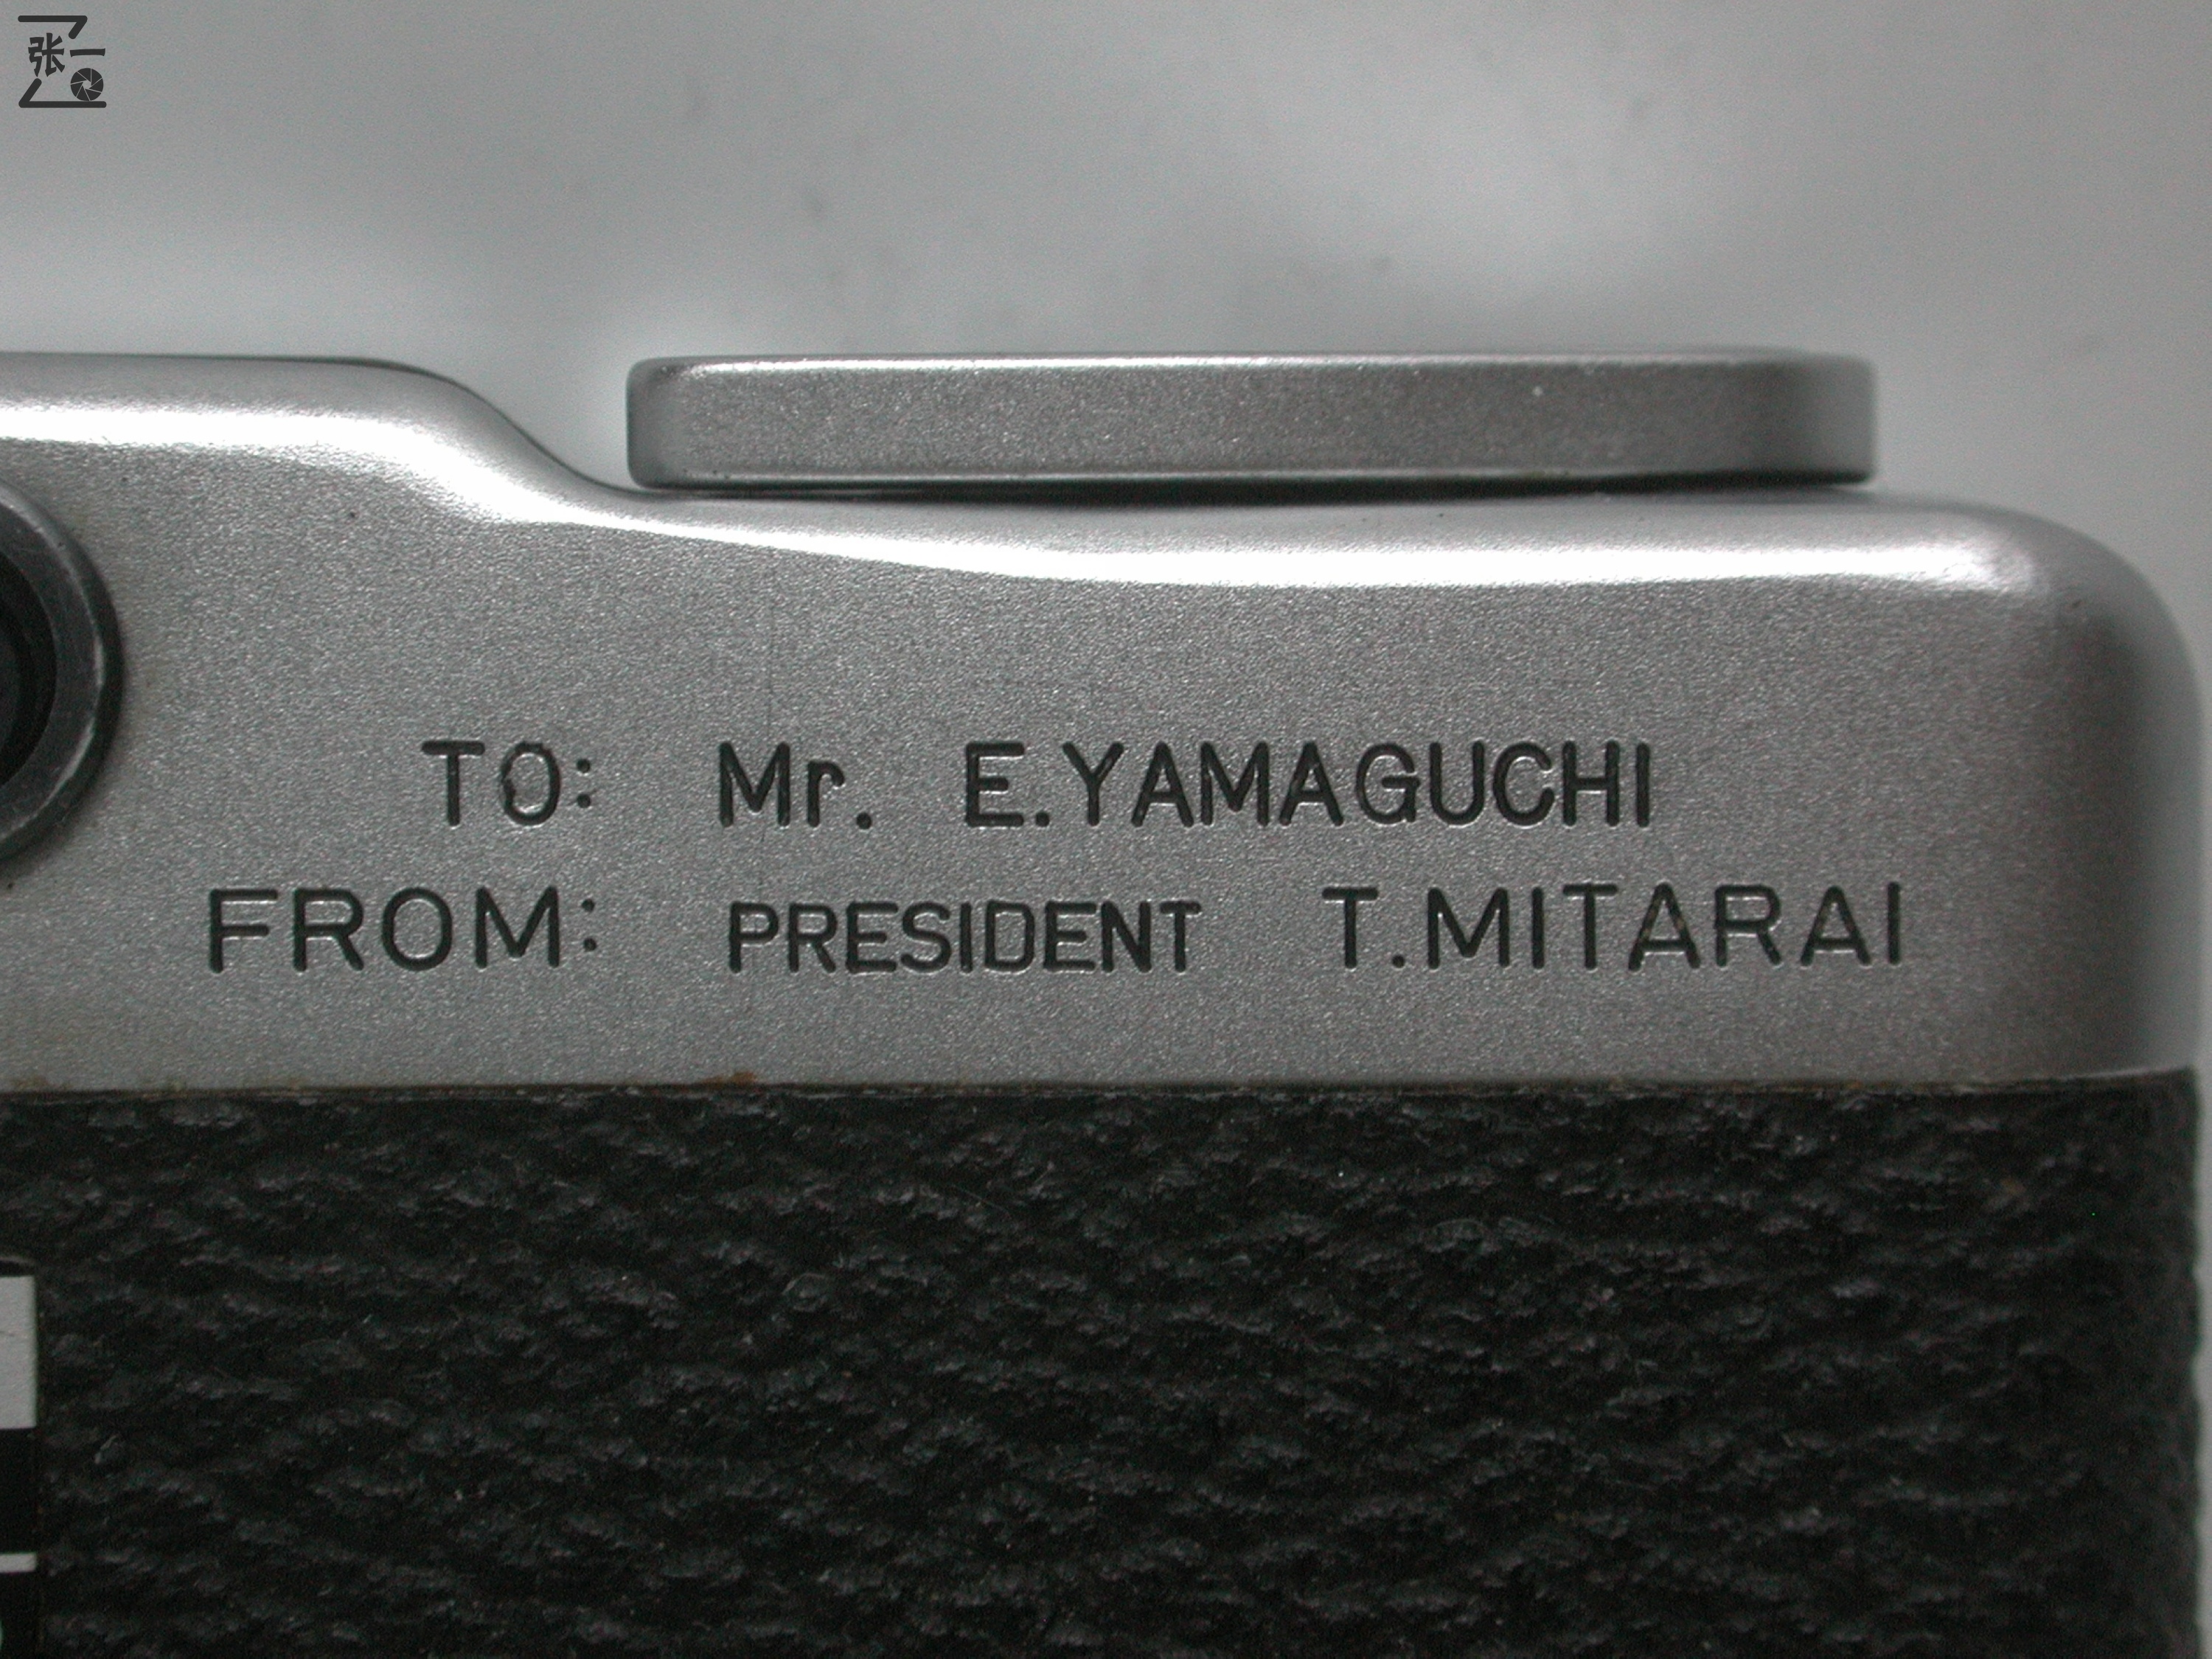 张一
TO: Mr. E.YAMAGUCHI
FROM: PRESIDENT T.MITARAI